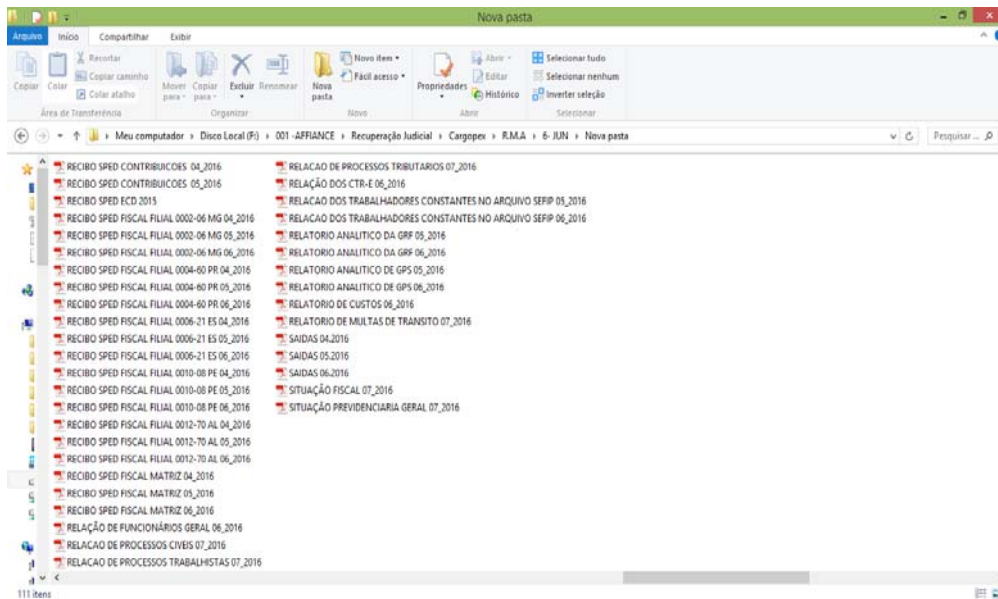 Nova pasta
Arquivo Início Compartilhar Exibir
Copiar Colar Recortar Copiar caminho Colar atalho
Área de Transferência
Mover para Copiar para Excluir Renomear
Organizar
Nova pasta Novo item Fácil acesso
Novo
Propriedades Abrir Editar Histórico
Abrir
Selecionar tudo Selecionar nenhum Inverter seleção
Selecionar
Meu computador Disco Local (F:) 001 -AFFIANCE Recuperação Judicial Cargopex R.M.A 6- JUN Nova pasta
Pesquisar ...
RECIBO SPED CONTRIBUICOES 04_2016
RECIBO SPED CONTRIBUICOES 05_2016
RECIBO SPED ECD 2015
RECIBO SPED FISCAL FILIAL 0002-06 MG 04_2016
RECIBO SPED FISCAL FILIAL 0002-06 MG 05_2016
RECIBO SPED FISCAL FILIAL 0002-06 MG 06_2016
RECIBO SPED FISCAL FILIAL 0004-60 PR 04_2016
RECIBO SPED FISCAL FILIAL 0004-60 PR 05_2016
RECIBO SPED FISCAL FILIAL 0004-60 PR 06_2016
RECIBO SPED FISCAL FILIAL 0006-21 ES 04_2016
RECIBO SPED FISCAL FILIAL 0006-21 ES 05_2016
RECIBO SPED FISCAL FILIAL 0006-21 ES 06_2016
RECIBO SPED FISCAL FILIAL 0010-08 PE 04_2016
RECIBO SPED FISCAL FILIAL 0010-08 PE 05_2016
RECIBO SPED FISCAL FILIAL 0010-08 PE 06_2016
RECIBO SPED FISCAL FILIAL 0012-70 AL 04_2016
RECIBO SPED FISCAL FILIAL 0012-70 AL 05_2016
RECIBO SPED FISCAL FILIAL 0012-70 AL 06_2016
RECIBO SPED FISCAL MATRIZ 04_2016
RECIBO SPED FISCAL MATRIZ 05_2016
RECIBO SPED FISCAL MATRIZ 06_2016
RELAÇÃO DE FUNCIONÁRIOS GERAL 06_2016
RELACAO DE PROCESSOS CIVEIS 07_2016
RELACAO DE PROCESSOS TRABALHISTAS 07_2016
RELACAO DE PROCESSOS TRIBUTARIOS 07_2016
RELAÇÃO DOS CTR-E 06_2016
RELACAO DOS TRABALHADORES CONSTANTES NO ARQUIVO SEFIP 05_2016
RELACAO DOS TRABALHADORES CONSTANTES NO ARQUIVO SEFIP 06_2016
RELATORIO ANALITICO DA GRF 05_2016
RELATORIO ANALITICO DA GRF 06_2016
RELATORIO ANALITICO DE GPS 05_2016
RELATORIO ANALITICO DE GPS 06_2016
RELATORIO DE CUSTOS 06_2016
RELATORIO DE MULTAS DE TRANSITO 07_2016
SAIDAS 04.2016
SAIDAS 05.2016
SAIDAS 06.2016
SITUAÇÃO FISCAL 07_2016
SITUAÇÃO PREVIDENCIARIA GERAL 07_2016
111 itens